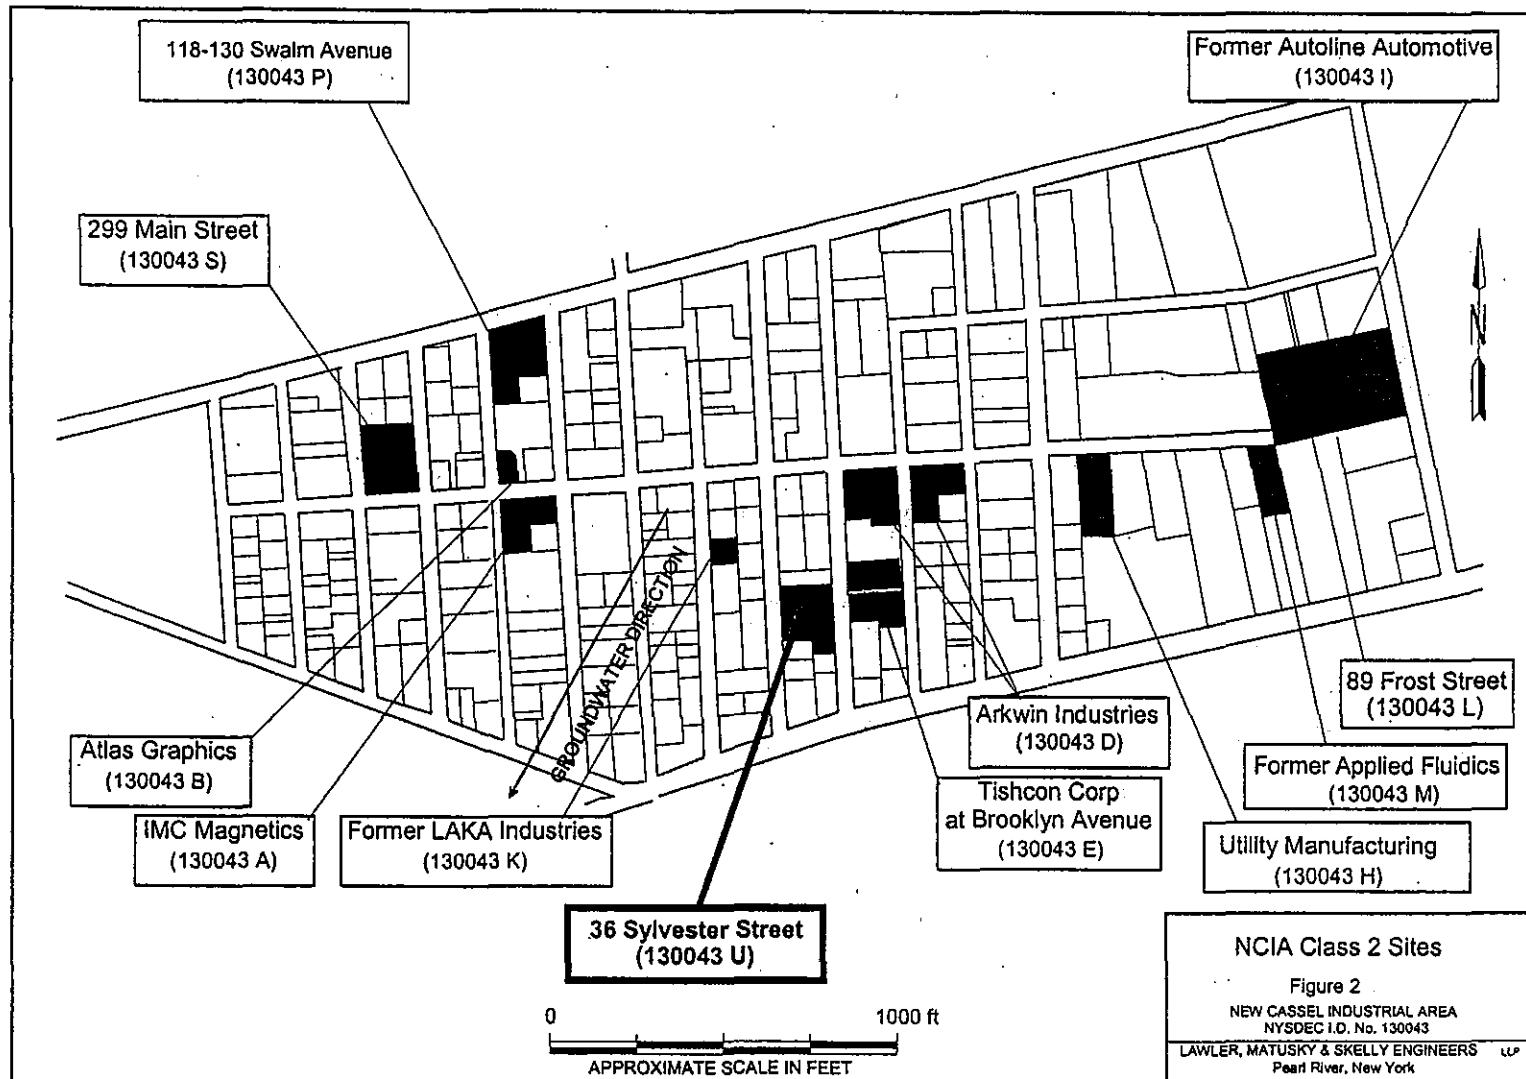 118-130 Swalm Avenue
(130043 P)
Former Autoline Automotive
(130043 I)
299 Main Street
(130043 S)
N
GROUNDWATER DIRECTION
89 Frost Street
(130043 L)
Arkwin Industries
(130043 D)
Atlas Graphics
(130043 B)
Former Applied Fluidics
(130043 M)
Tishcon Corp
at Brooklyn Avenue
(130043 E)
IMC Magnetics
(130043 A)
Former LAKA Industries
(130043 K)
Utility Manufacturing
(130043 H)
36 Sylvester Street
(130043 U)
0 1000 ft
APPROXIMATE SCALE IN FEET
NCIA Class 2 Sites
Figure 2
NEW CASSEL INDUSTRIAL AREA
NYSDEC I.D. No. 130043
LAWLER, MATUSKY & SKELLY ENGINEERS LLP
Pearl River, New York